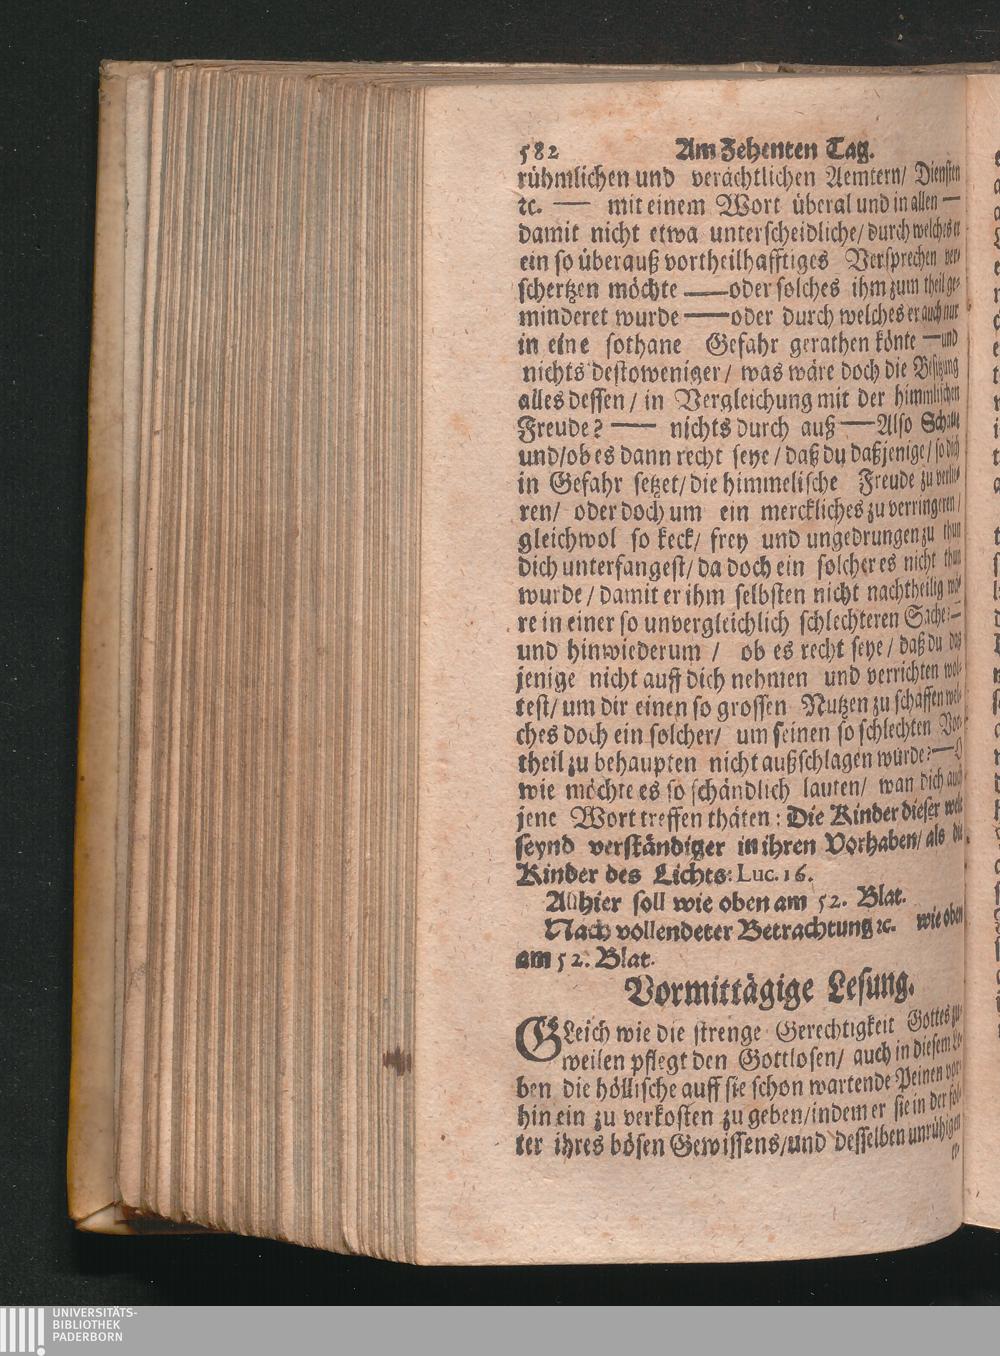 582 Am Zehenten Tag.
rühmlichen und verächtlichen Aemtern/ Diensten
ꝛc. — mit einem Wort überal und in allen —
damit nicht etwa unterscheidliche/ durch welches er
ein so überauß vortheilhafftiges Versprechen ver-
schertzen möchte — oder solches ihm zum theil ge-
minderet wurde — oder durch welches er auch nur
in eine sothane Gefahr gerathen könte — und
nichts destoweniger/ was wäre doch die Besitzung
alles dessen/ in Vergleichung mit der himmlischen
Freude? — nichts durch auß — Also Schaue
und/ ob es dann recht seye/ daß du daßjenige/ so dich
in Gefahr setzet/ die himmelische Freude zu verlie-
ren/ oder doch um ein merckliches zu verringeren/
gleichwol so keck/ frey und ungedrungen zu thun
dich unterfangest/ da doch ein solcher es nicht thun
wurde/ damit er ihm selbsten nicht nachtheilig wä-
re in einer so unvergleichlich schlechteren Sache? —
und hinwiederum/ ob es recht seye/ daß du das
jenige nicht auff dich nehmen und verrichten wol-
test/ um dir einen so grossen Nutzen zu schaffen wel-
ches doch ein solcher/ um seinen so schlechten Vor-
theil zu behaupten nicht außschlagen wurde? — O
wie möchte es so schändlich lauten/ wan dich auch
jene Wort treffen thäten: Die Kinder dieser welt
seynd verständiger in ihren Vorhaben/ als die
Kinder des Lichts: Luc. 16.
Allhier soll wie oben am 52. Blat.
Nach vollendeter Betrachtung ꝛc. wie oben
am 52. Blat.
Vormittägige Lesung.
GLeich wie die strenge Gerechtigkeit Gottes zu-
weilen pflegt den Gottlosen/ auch in diesem Le-
ben die höllische auff sie schon wartende Peinen vor-
hin ein zu verkosten zu geben/ indem er sie in der fol-
ter ihres bösen Gewissens/ und desselben unrühigen
UNIVERSITÄTS-
BIBLIOTHEK
PADERBORN